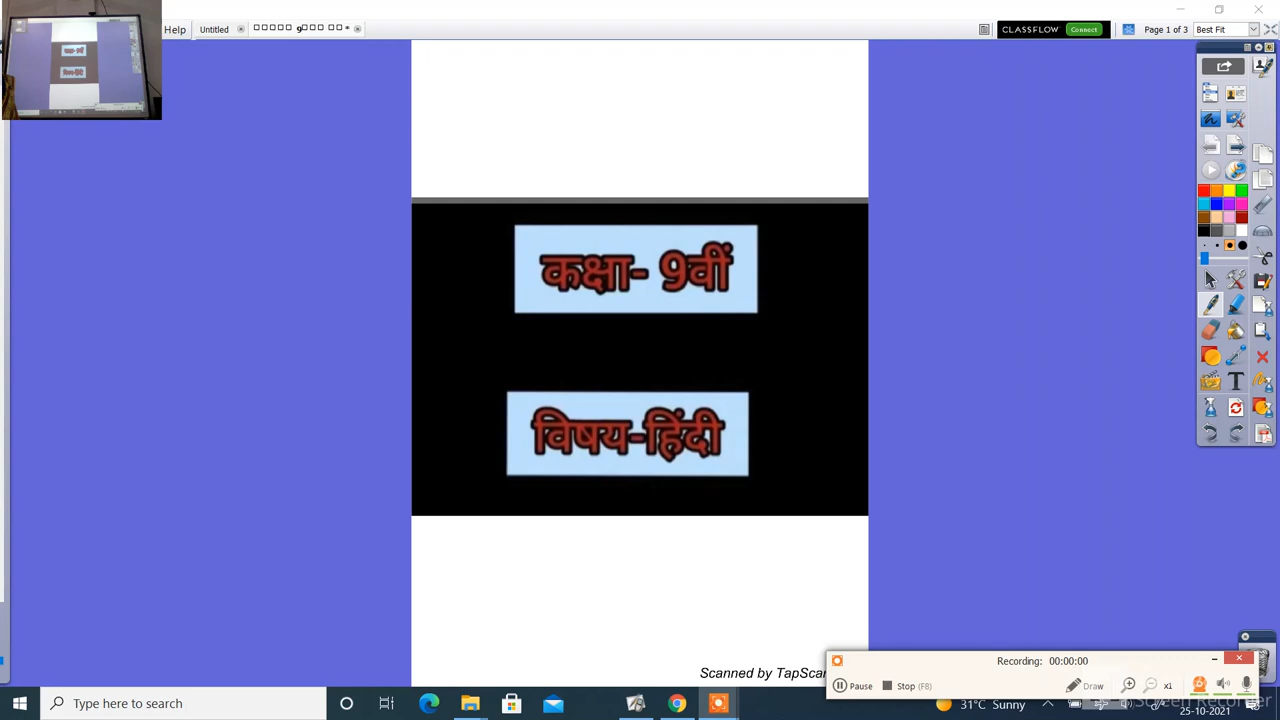 Help
Untitled
9
*
CLASSFLOW
Connect
Page 1 of 3
Best Fit
कक्षा- 9वीं
विषय-हिंदी
Scanned by TapScan
Recording: 00:00:00
Pause
Stop (F8)
Draw
x1
Type here to search
31°C Sunny
25-10-2021